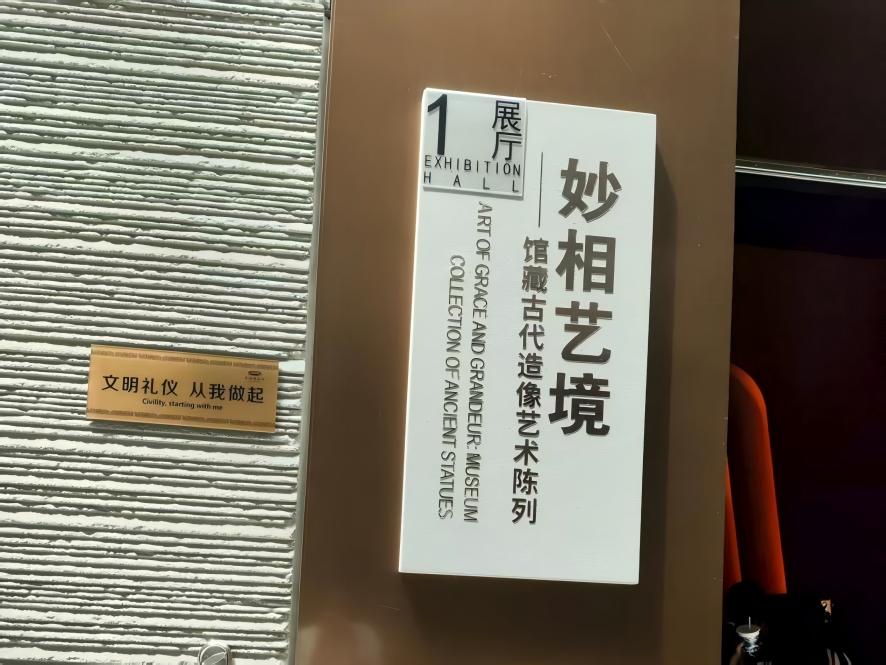 1展厅
EXHIBITION
HALL
妙相艺境
馆藏古代造像艺术陈列
ART OF GRACE AND GRANDEUR: MUSEUM
COLLECTION OF ANCIENT STATUES
文明礼仪 从我做起
Civility, starting with me